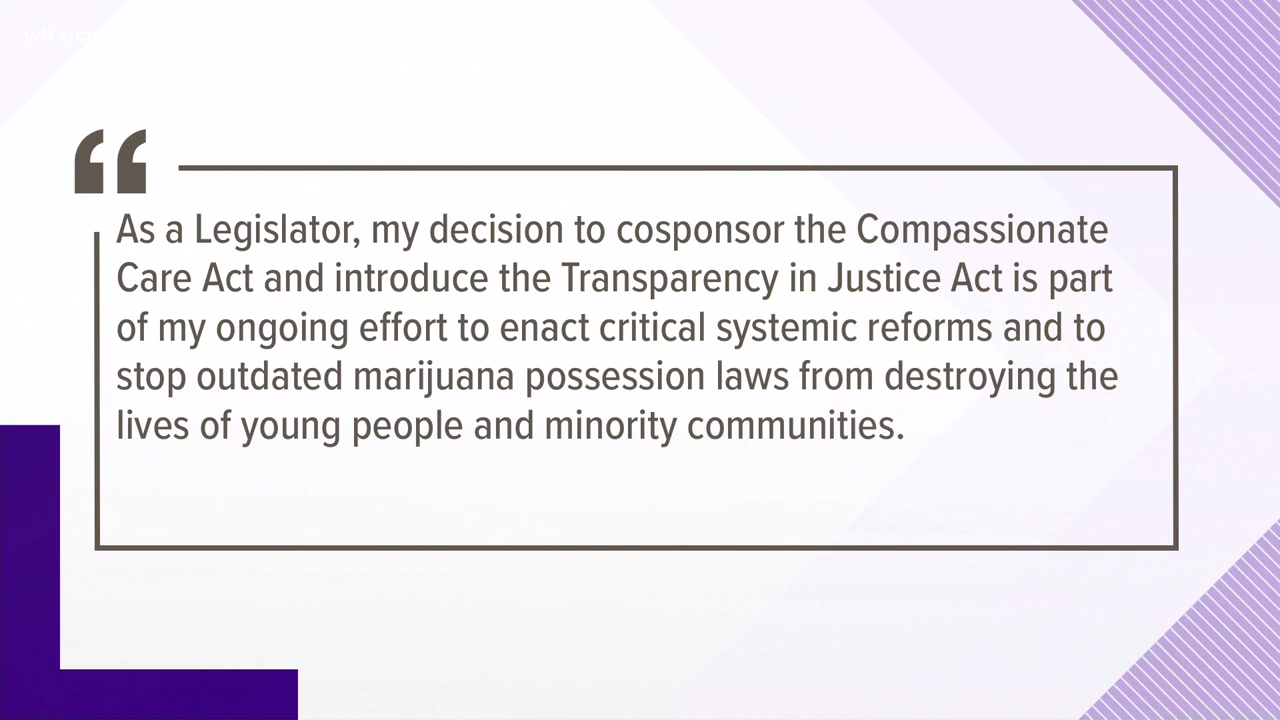 wltx.co
“
As a Legislator, my decision to cosponsor the Compassionate
Care Act and introduce the Transparency in Justice Act is part
of my ongoing effort to enact critical systemic reforms and to
stop outdated marijuana possession laws from destroying the
lives of young people and minority communities.